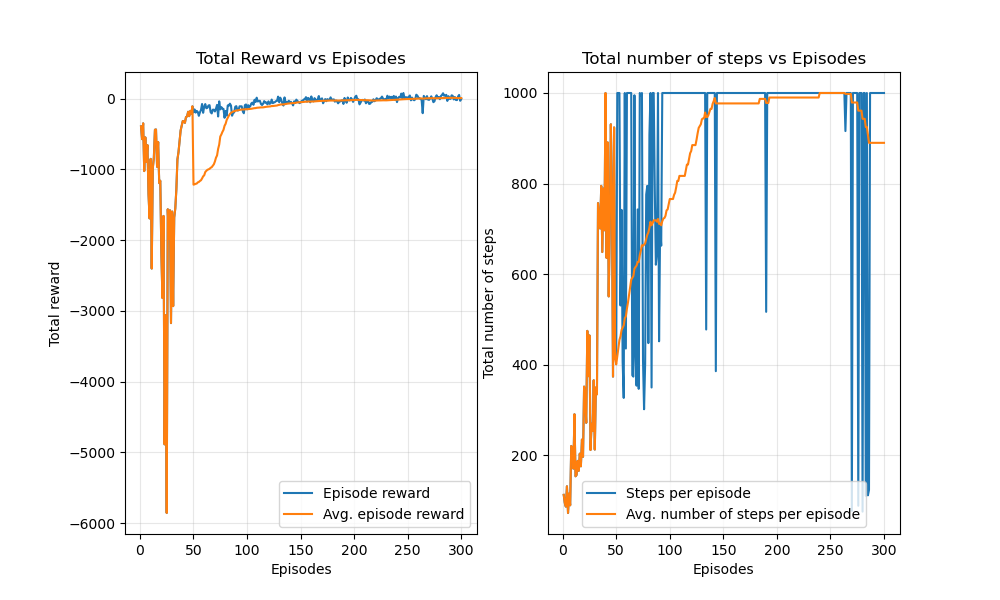 Total Reward vs Episodes
Total reward
0
−1000
−2000
−3000
−4000
−5000
−6000
0
50
100
150
200
250
300
Episodes
Episode reward
Avg. episode reward
Total number of steps vs Episodes
Total number of steps
1000
800
600
400
200
0
50
100
150
200
250
300
Episodes
Steps per episode
Avg. number of steps per episode